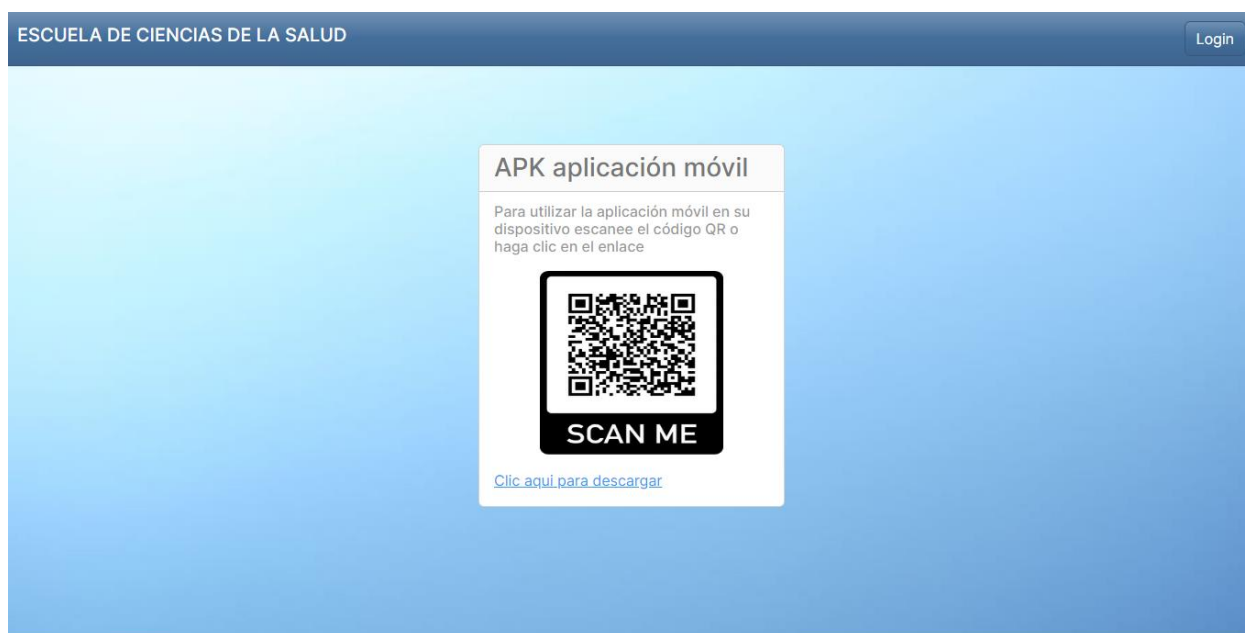 ESCUELA DE CIENCIAS DE LA SALUD
Login
APK aplicación móvil
Para utilizar la aplicación móvil en su
dispositivo escanee el código QR o
haga clic en el enlace
SCAN ME
Clic aqui para descargar